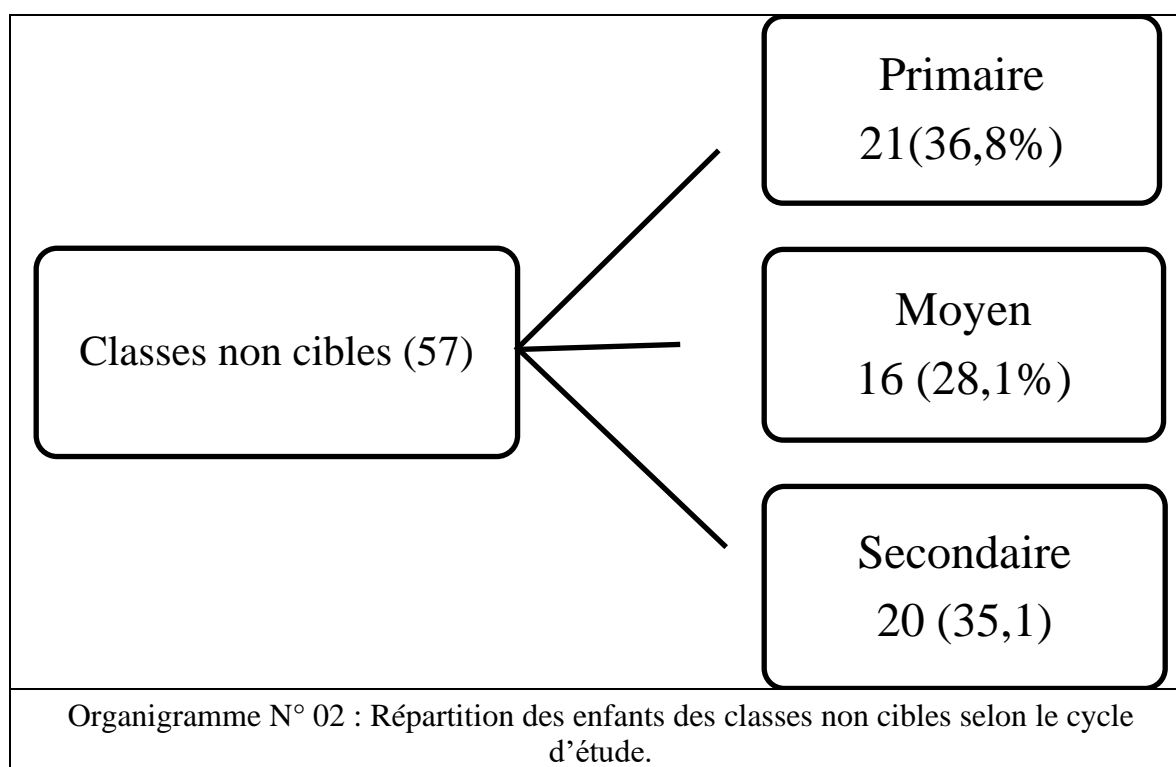 Primaire
21(36,8%)
Classes non cibles (57)
Moyen
16 (28,1%)
Secondaire
20 (35,1)
Organigramme N° 02 : Répartition des enfants des classes non cibles selon le cycle
d’étude.